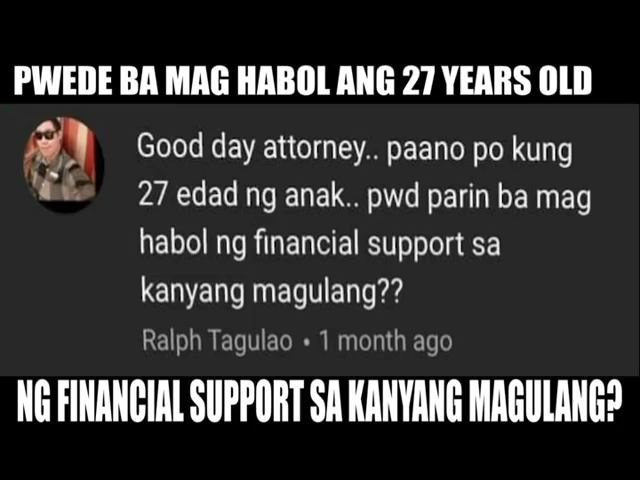 PWEDE BA MAG HABOL ANG 27 YEARS OLD
Good day attorney.. paano po kung
27 edad ng anak.. pwd parin ba mag
habol ng financial support sa
kanyang magulang??
Ralph Tagulao • 1 month ago
NG FINANCIAL SUPPORT SA KANYANG MAGULANG?